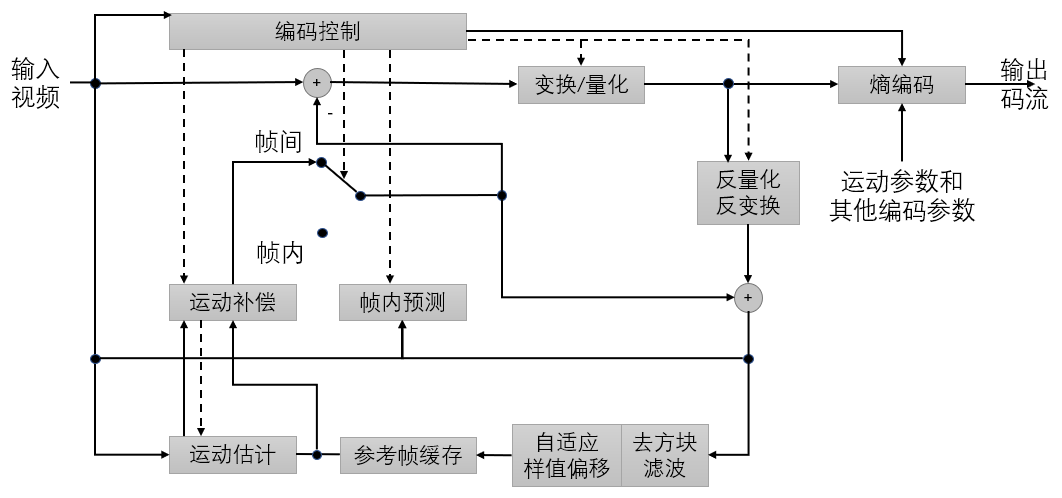 编码控制
输入
视频
+
变换/量化
熵编码
输出
码流
-
帧间
反量化
反变换
运动参数和
其他编码参数
帧内
运动补偿
帧内预测
+
运动估计
参考帧缓存
自适应
样值偏移
去方块
滤波